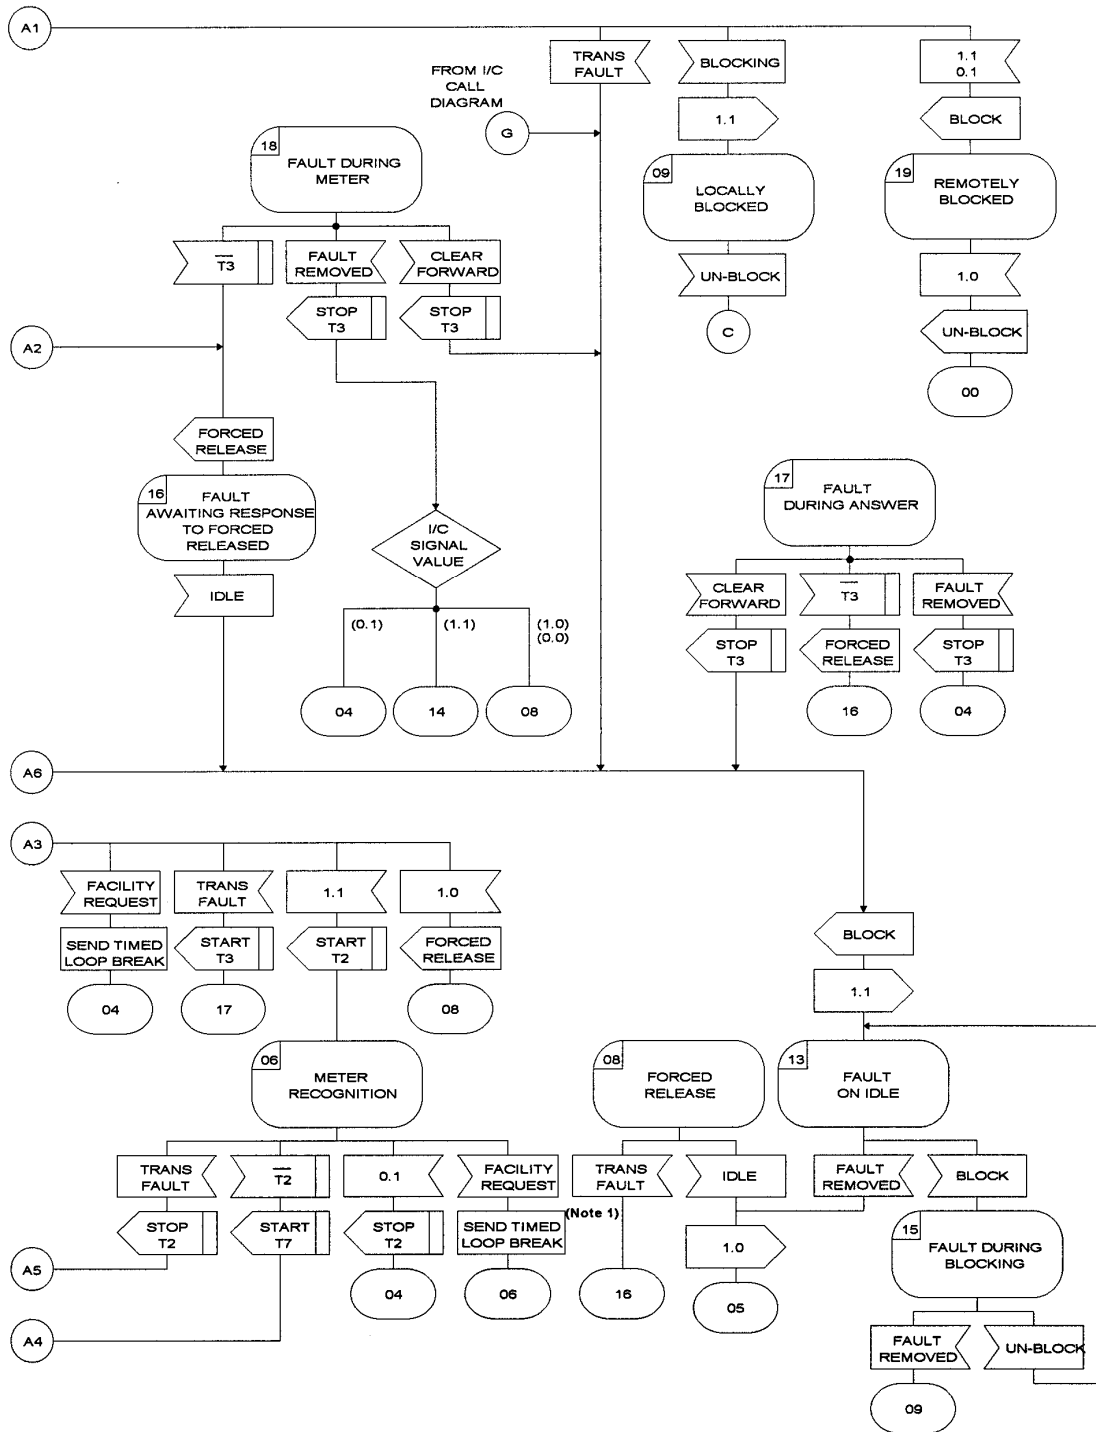 A1
TRANS
FAULT
BLOCKING
1.1
0.1
FROM I/C
CALL
DIAGRAM
G
1.1
BLOCK
18
FAULT DURING
METER
09
LOCALLY
BLOCKED
19
REMOTELY
BLOCKED
T3
FAULT
REMOVED
CLEAR
FORWARD
UN-BLOCK
1.0
STOP
T3
STOP
T3
C
UN-BLOCK
A2
00
FORCED
RELEASE
16
FAULT
AWAITING RESPONSE
TO FORCED
RELEASED
17
FAULT
DURING ANSWER
I/C
SIGNAL
VALUE
IDLE
CLEAR
FORWARD
T3
FAULT
REMOVED
(0.1)
(1.1)
(1.0)
(0.0)
STOP
T3
FORCED
RELEASE
STOP
T3
04
14
08
16
04
A6
A3
FACILITY
REQUEST
TRANS
FAULT
1.1
1.0
SEND TIMED
LOOP BREAK
START
T3
START
T2
FORCED
RELEASE
BLOCK
04
17
08
1.1
06
METER
RECOGNITION
08
FORCED
RELEASE
13
FAULT
ON IDLE
TRANS
FAULT
T2
0.1
FACILITY
REQUEST
TRANS
FAULT
IDLE
FAULT
REMOVED
BLOCK
(Note 1)
STOP
T2
START
T7
STOP
T2
SEND TIMED
LOOP BREAK
1.0
15
FAULT DURING
BLOCKING
A5
04
06
16
05
A4
FAULT
REMOVED
UN-BLOCK
09